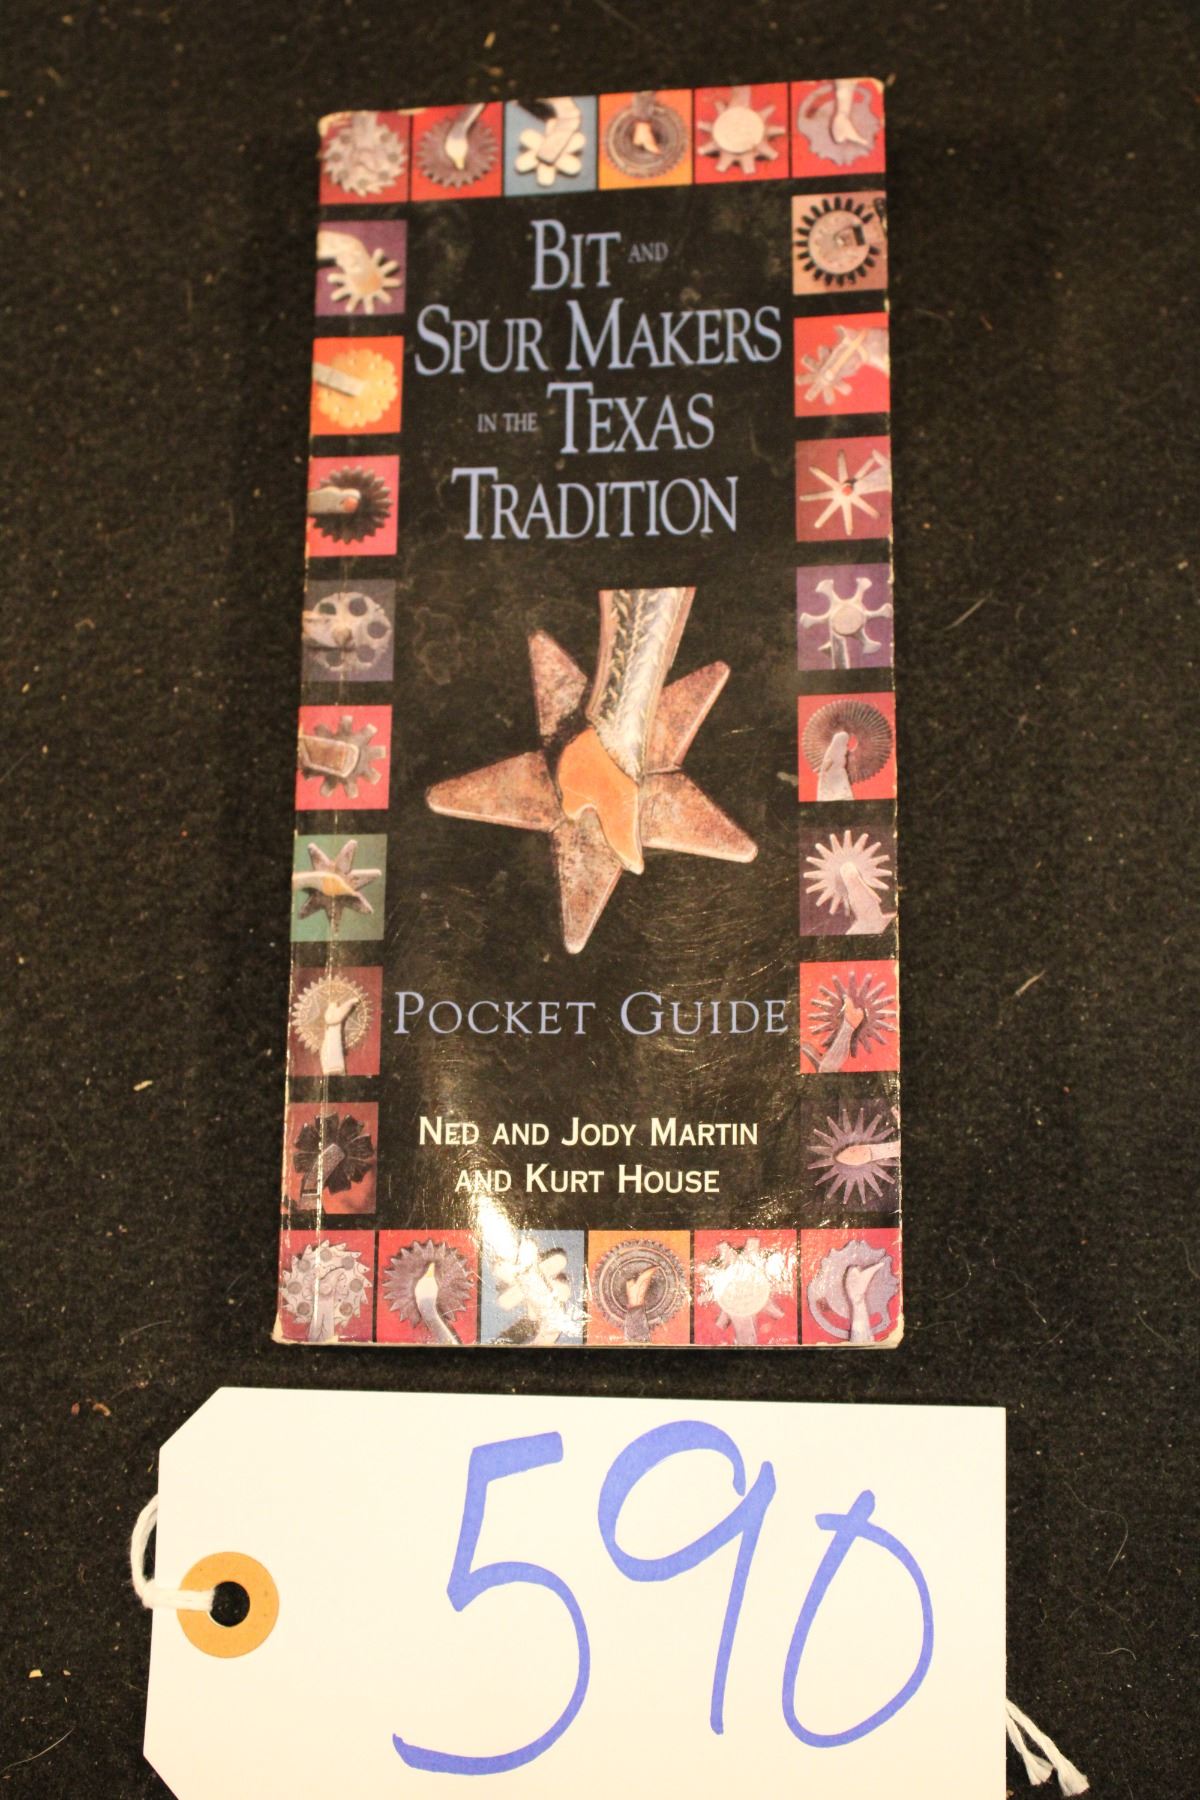 BIT AND
SPUR MAKERS
IN THE TEXAS
TRADITION
POCKET GUIDE
NED AND JODY MARTIN
AND KURT HOUSE
590